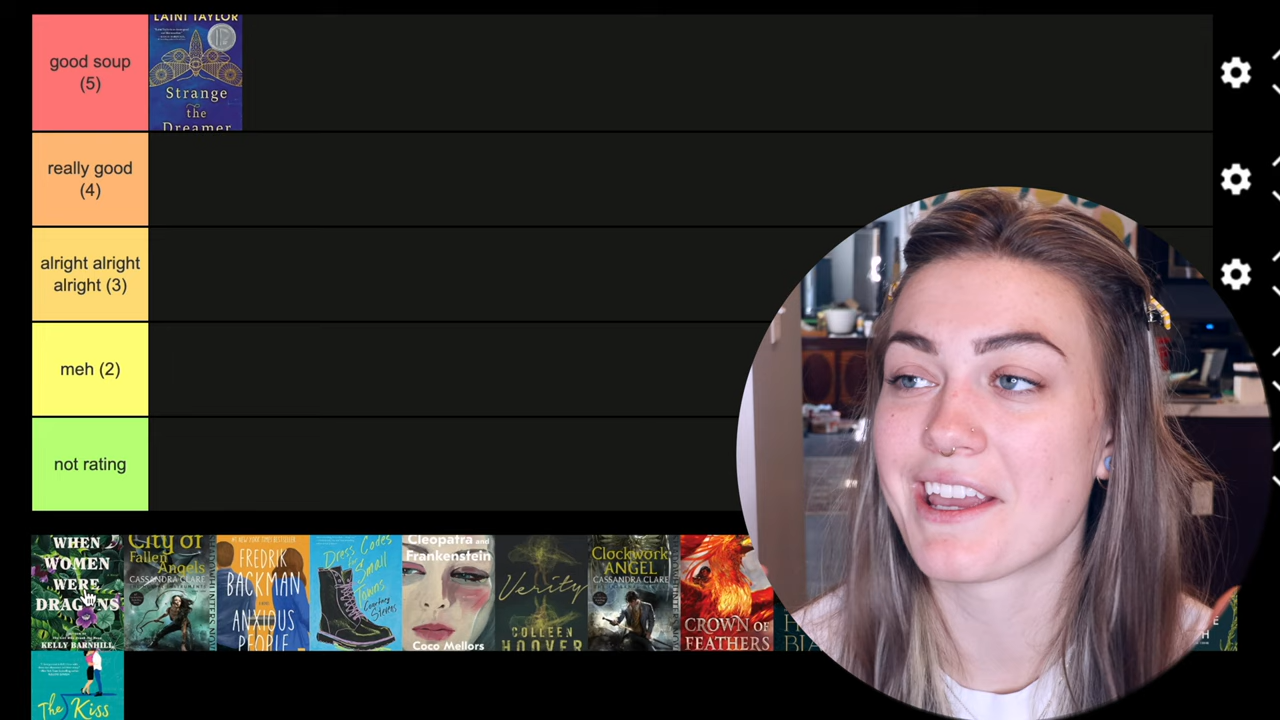 good soup
(5)
LAINI TAYLOR
Strange
the
Dreamer
really good
(4)
alright alright
alright (3)
meh (2)
not rating
WHEN
WOMEN
WERE
DRAGONS
KELLY BARNHILL
City of
Fallen
Angels
CASSANDRA CLARE
FREDRIK
BACKMAN
ANXIOUS
PEOPLE
Dress Codes
Small
Towns
Courtney
Stevens
Cleopatra and
Frankenstein
Coco Mellors
Verity
COLLEEN
HOOVER
Clockwork
ANGEL
CASSANDRA CLARE
CROWN OF
FEATHERS
The Kiss